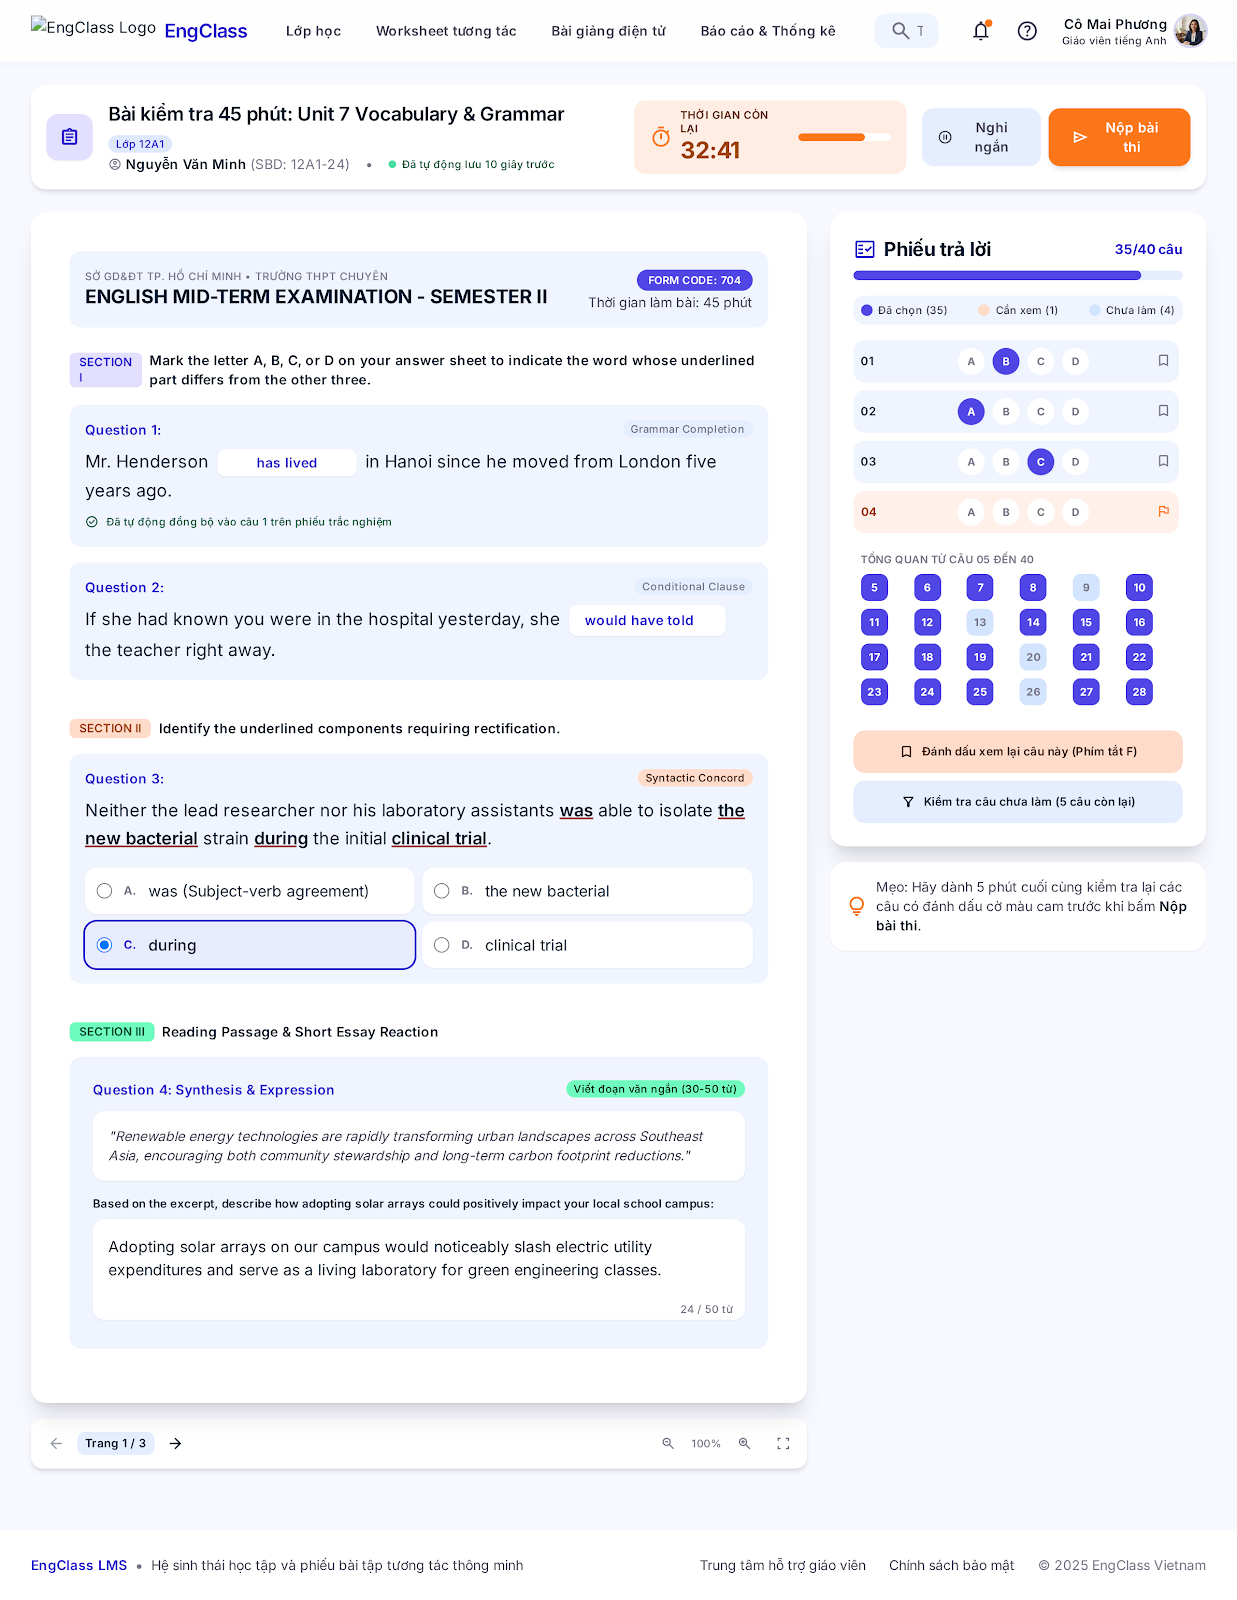 EngClass Logo
EngClass
Lớp học
Worksheet tương tác
Bài giảng điện tử
Báo cáo & Thống kê
T
Cô Mai Phương
Giáo viên tiếng Anh
Bài kiểm tra 45 phút: Unit 7 Vocabulary & Grammar
Lớp 12A1
Nguyễn Văn Minh (SBD: 12A1-24) • Đã tự động lưu 10 giây trước
THỜI GIAN CÒN
LẠI
32:41
Nghỉ
ngắn
Nộp bài
thi
SỞ GD&ĐT TP. HỒ CHÍ MINH • TRƯỜNG THPT CHUYÊN
ENGLISH MID-TERM EXAMINATION - SEMESTER II
FORM CODE: 704
Thời gian làm bài: 45 phút
SECTION
I
Mark the letter A, B, C, or D on your answer sheet to indicate the word whose underlined
part differs from the other three.
Question 1:
Grammar Completion
Mr. Henderson has lived in Hanoi since he moved from London five
years ago.
Đã tự động đồng bộ vào câu 1 trên phiếu trắc nghiệm
Question 2:
Conditional Clause
If she had known you were in the hospital yesterday, she would have told
the teacher right away.
SECTION II
Identify the underlined components requiring rectification.
Question 3:
Syntactic Concord
Neither the lead researcher nor his laboratory assistants was able to isolate the
new bacterial strain during the initial clinical trial.
A. was (Subject-verb agreement)
B. the new bacterial
C. during
D. clinical trial
SECTION III
Reading Passage & Short Essay Reaction
Question 4: Synthesis & Expression
Viết đoạn văn ngắn (30-50 từ)
"Renewable energy technologies are rapidly transforming urban landscapes across Southeast
Asia, encouraging both community stewardship and long-term carbon footprint reductions."
Based on the excerpt, describe how adopting solar arrays could positively impact your local school campus:
Adopting solar arrays on our campus would noticeably slash electric utility
expenditures and serve as a living laboratory for green engineering classes.
24 / 50 từ
Trang 1 / 3
100%
Phiếu trả lời
35/40 câu
Đã chọn (35)
Cần xem (1)
Chưa làm (4)
01 A B C D
02 A B C D
03 A B C D
04 A B C D
TỔNG QUAN TỪ CÂU 05 ĐẾN 40
5 6 7 8 9 10
11 12 13 14 15 16
17 18 19 20 21 22
23 24 25 26 27 28
Đánh dấu xem lại câu này (Phím tắt F)
Kiểm tra câu chưa làm (5 câu còn lại)
Mẹo: Hãy dành 5 phút cuối cùng kiểm tra lại các
câu có đánh dấu cờ màu cam trước khi bấm Nộp
bài thi.
EngClass LMS • Hệ sinh thái học tập và phiếu bài tập tương tác thông minh
Trung tâm hỗ trợ giáo viên
Chính sách bảo mật
© 2025 EngClass Vietnam